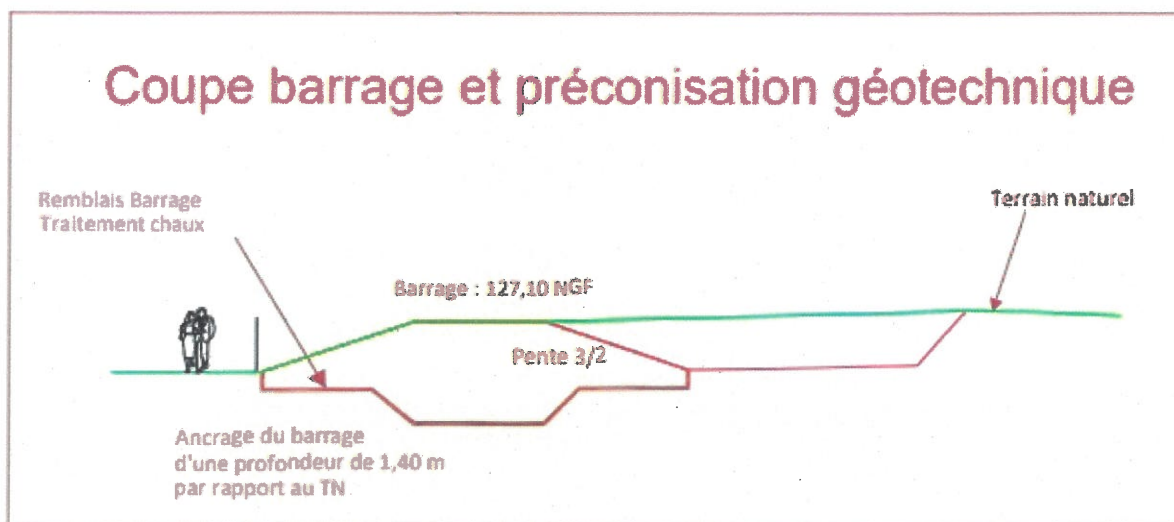 Coupe barrage et préconisation géotechnique
Remblais Barrage
Traitement chaux
Terrain naturel
Barrage : 127,10 NGF
Pente 3/2
Ancrage du barrage
d'une profondeur de 1,40 m
par rapport au TN